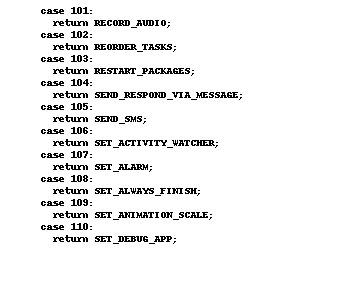 case 101:
return RECORD_AUDIO;
case 102:
return REORDER_TASKS;
case 103:
return RESTART_PACKAGES;
case 104:
return SEND_RESPOND_VIA_MESSAGE;
case 105:
return SEND_SMS;
case 106:
return SET_ACTIVITY_WATCHER;
case 107:
return SET_ALARM;
case 108:
return SET_ALWAYS_FINISH;
case 109:
return SET_ANIMATION_SCALE;
case 110:
return SET_DEBUG_APP;